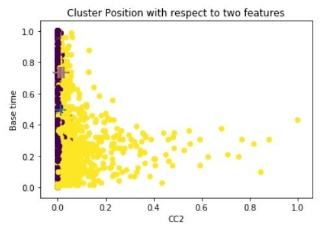 Cluster Position with respect to two features
1.0
0.8
0.6
0.4
0.2
0.0
Base time
0.0 0.2 0.4 0.6 0.8 1.0
CC2